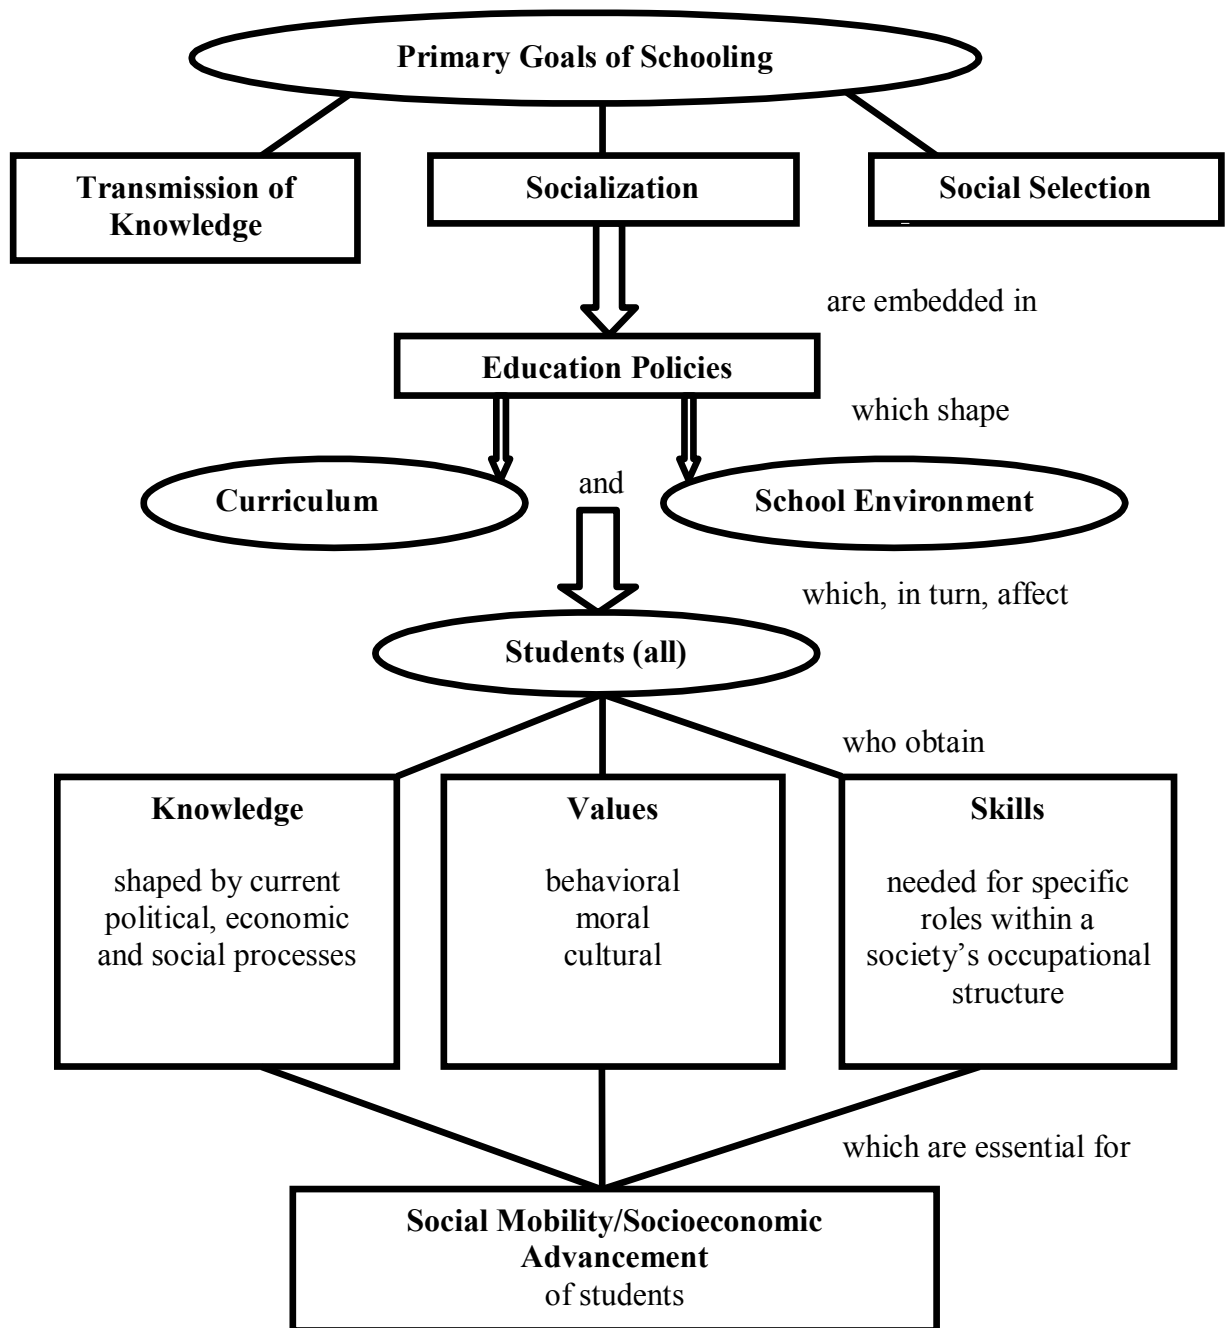 Primary Goals of Schooling
Transmission of
Knowledge
Socialization
Social Selection
are embedded in
Education Policies
which shape
Curriculum
and
School Environment
which, in turn, affect
Students (all)
who obtain
Knowledge
shaped by current
political, economic
and social processes
Values
behavioral
moral
cultural
Skills
needed for specific
roles within a
society’s occupational
structure
which are essential for
Social Mobility/Socioeconomic
Advancement
of students